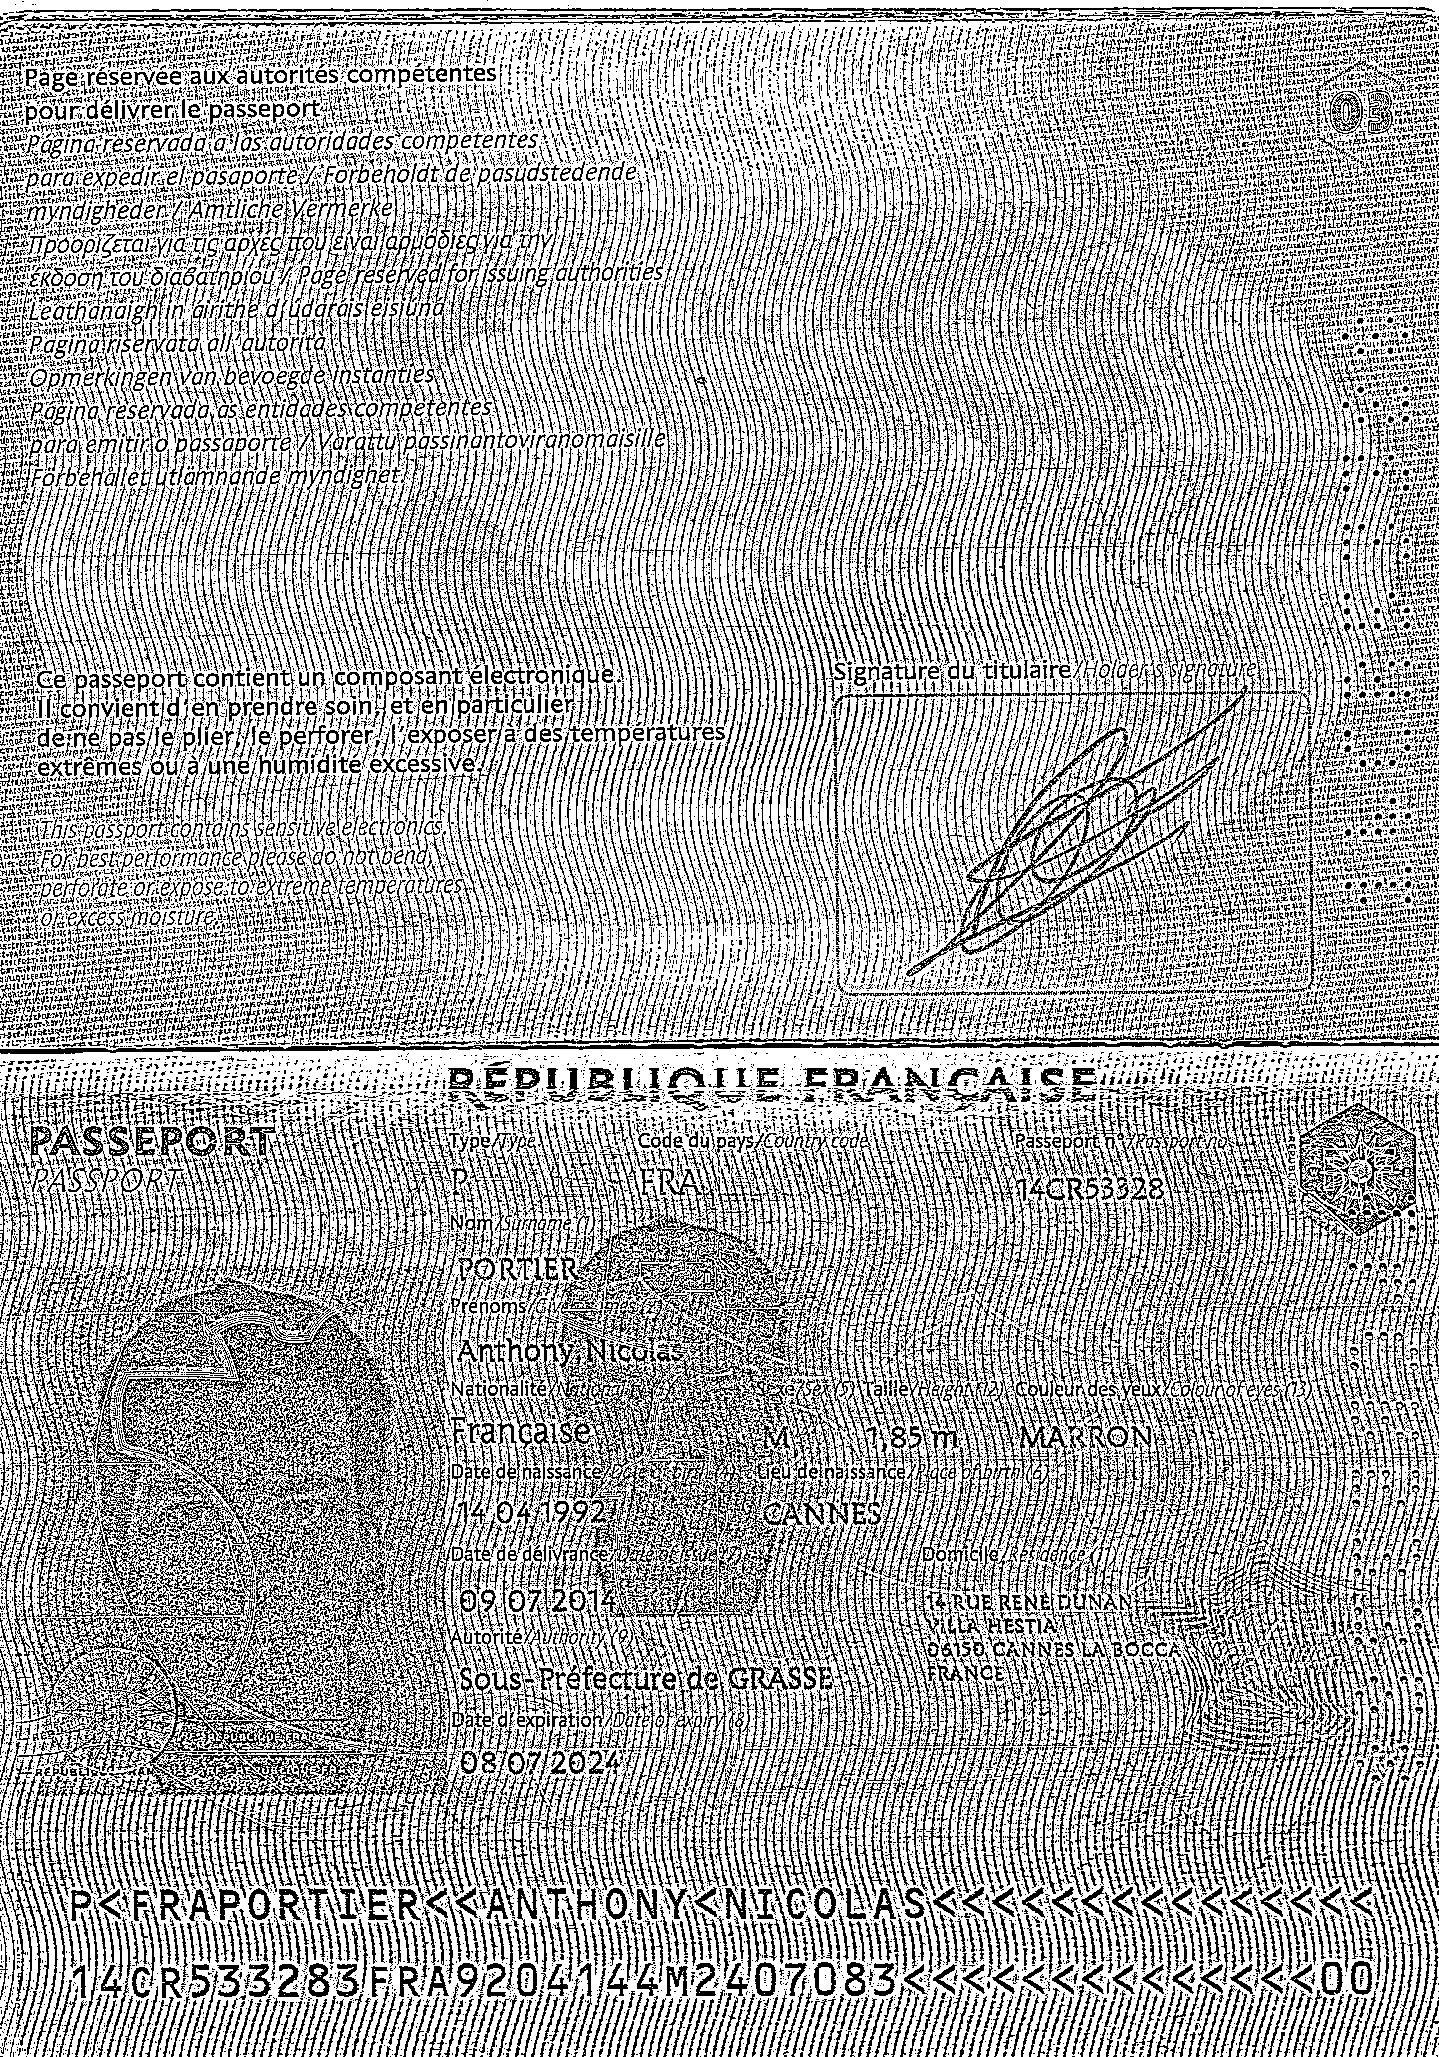 Page réservée aux autorités compétentes
pour délivrer le passeport
Página reservada a las autoridades competentes
para expedir el pasaporte / Forbeholdt de pasudstedende
myndigheder / Amtliche Vermerke
Προορίζεται για τις αρχές που είναι αρμόδιες για την
έκδοση του διαβατηρίου / Page reserved for issuing authorities
Leathanaigh in áirithe d'údaráis eisiúna
Pagina riservata all'autorità
Opmerkingen van bevoegde instanties
Página reservada às entidades competentes
para emitir o passaporte / Varattu passinantoviranomaisille
Förbehållet utlämnande myndighet
03
Ce passeport contient un composant électronique.
Il convient d'en prendre soin, et en particulier
de ne pas le plier, le perforer, l'exposer à des températures
extrêmes ou à une humidité excessive.
This passport contains sensitive electronics.
For best performance please do not bend,
perforate or expose to extreme temperatures
or excess moisture.
Signature du titulaire/Holder's signature
RÉPUBLIQUE FRANÇAISE
PASSEPORT
PASSPORT
Type/Type Code du pays/Country code Passeport n°/Passport no
P FRA 14CR53328
Nom/Surname (1)
PORTIER
Prénoms/Given names (2)
Anthony, Nicolas
Nationalité/Nationality (3) Sexe/Sex (5) Taille/Height (12) Couleur des yeux/Colour of eyes (13)
Française M 1,85 m MARRON
Date de naissance/Date of birth (4) Lieu de naissance/Place of birth (6)
14 04 1992 CANNES
Date de délivrance/Date of issue (7) Domicile/Residence (11)
09 07 2014
14 RUE RENE DUNAN
VILLA HESTIA
06150 CANNES LA BOCCA
FRANCE
Autorité/Authority (9)
Sous-Préfecture de GRASSE
Date d'expiration/Date of expiry (8)
08 07 2024
P<FRAPORTIER<<ANTHONY<NICOLAS<<<<<<<<<<<<<<<
14CR533283FRA9204144M2407083<<<<<<<<<<<<<<00